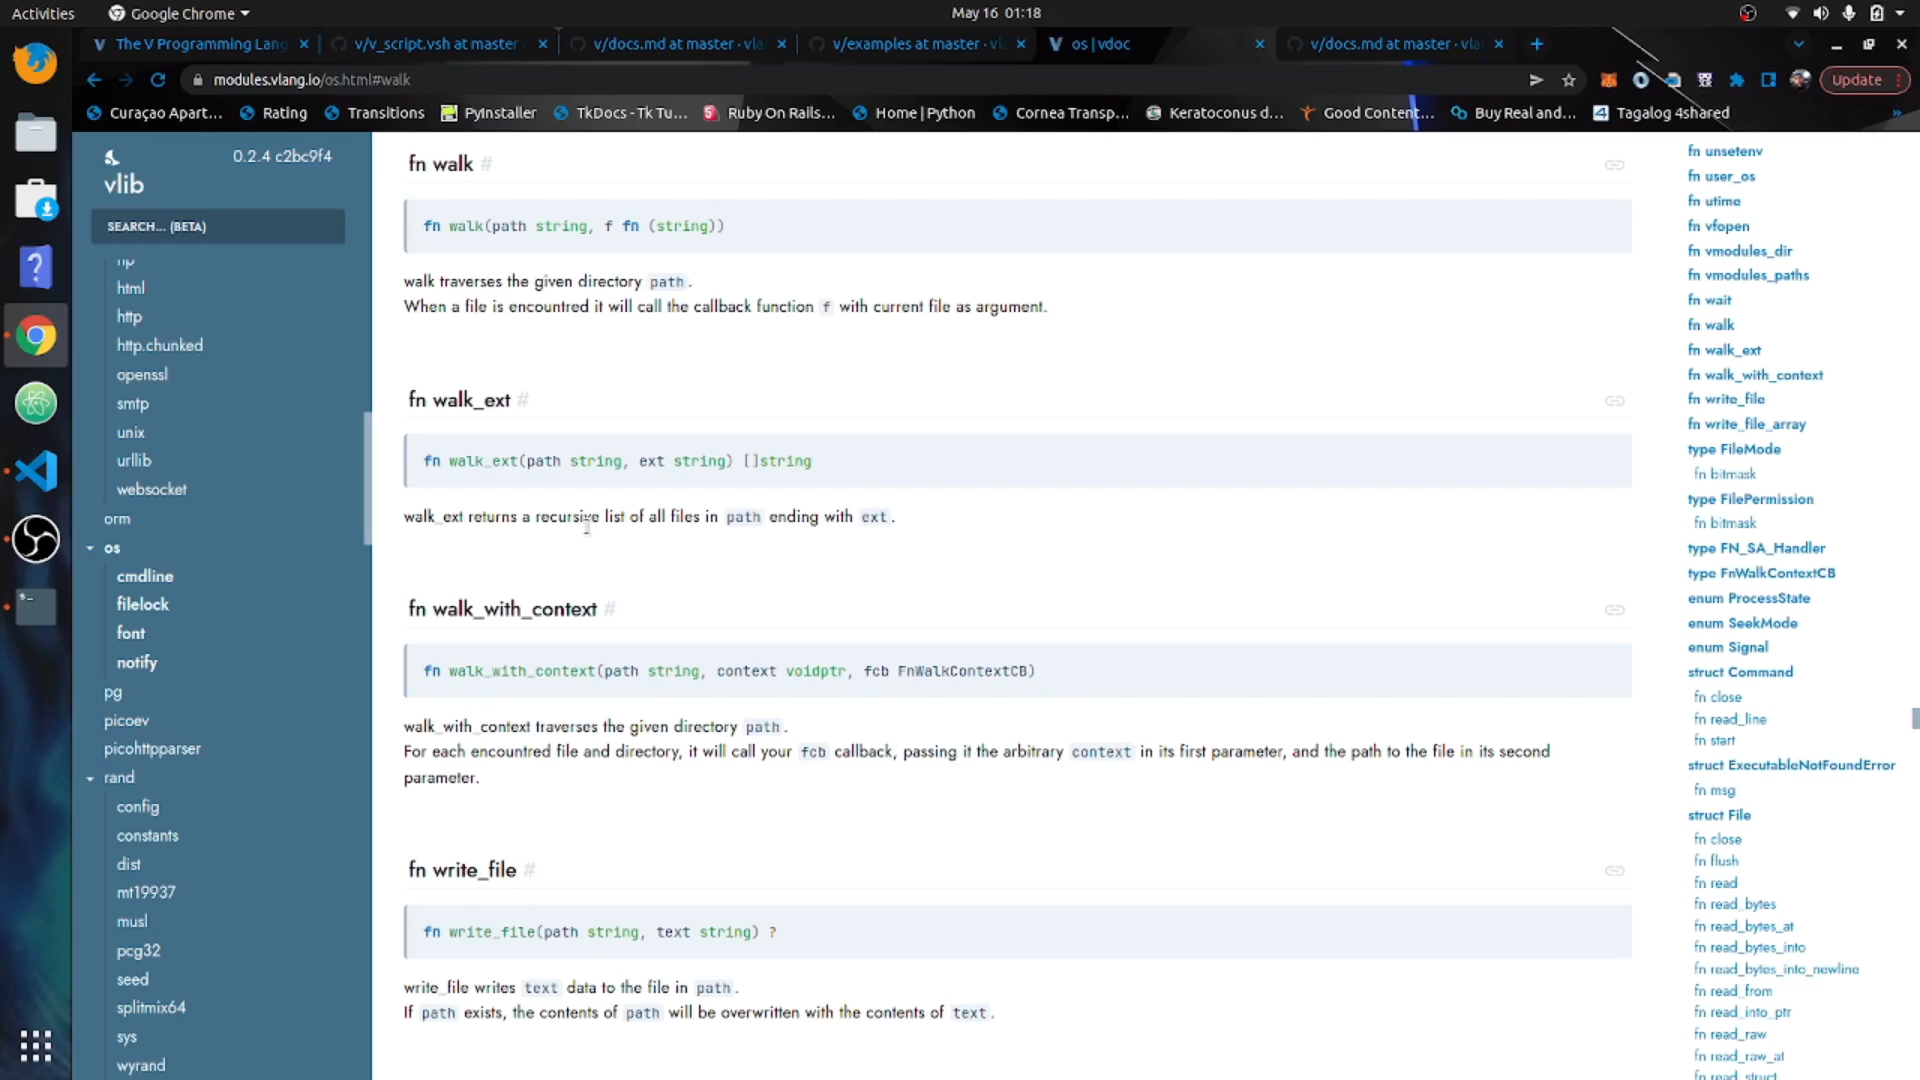 Activities
Google Chrome
May 16 01:18
The V Programming Lang
v/v_script.vsh at master
v/docs.md at master · vla
v/examples at master · vl
os | vdoc
v/docs.md at master · vla
modules.vlang.io/os.html#walk
Update
Curaçao Apart...
Rating
Transitions
PyInstaller
TkDocs - Tk Tu...
Ruby On Rails...
Home | Python
Cornea Transp...
Keratoconus d...
Good Content...
Buy Real and...
Tagalog 4shared
0.2.4 c2bc9f4
vlib
SEARCH... (BETA)
html
http
http.chunked
openssl
smtp
unix
urllib
websocket
orm
os
cmdline
filelock
font
notify
pg
picoev
picohttpparser
rand
config
constants
dist
mt19937
musl
pcg32
seed
splitmix64
sys
wyrand
fn walk #
fn walk(path string, f fn (string))
walk traverses the given directory path.
When a file is encountred it will call the callback function f with current file as argument.
fn walk_ext #
fn walk_ext(path string, ext string) []string
walk_ext returns a recursive list of all files in path ending with ext.
fn walk_with_context #
fn walk_with_context(path string, context voidptr, fcb FnWalkContextCB)
walk_with_context traverses the given directory path.
For each encountred file and directory, it will call your fcb callback, passing it the arbitrary context in its first parameter, and the path to the file in its second
parameter.
fn write_file #
fn write_file(path string, text string) ?
write_file writes text data to the file in path.
If path exists, the contents of path will be overwritten with the contents of text.
fn unsetenv
fn user_os
fn utime
fn vfopen
fn vmodules_dir
fn vmodules_paths
fn wait
fn walk
fn walk_ext
fn walk_with_context
fn write_file
fn write_file_array
type FileMode
fn bitmask
type FilePermission
fn bitmask
type FN_SA_Handler
type FnWalkContextCB
enum ProcessState
enum SeekMode
enum Signal
struct Command
fn close
fn read_line
fn start
struct ExecutableNotFoundError
fn msg
struct File
fn close
fn flush
fn read
fn read_bytes
fn read_bytes_at
fn read_bytes_into
fn read_bytes_into_newline
fn read_from
fn read_into_ptr
fn read_raw
fn read_raw_at
fn read_struct